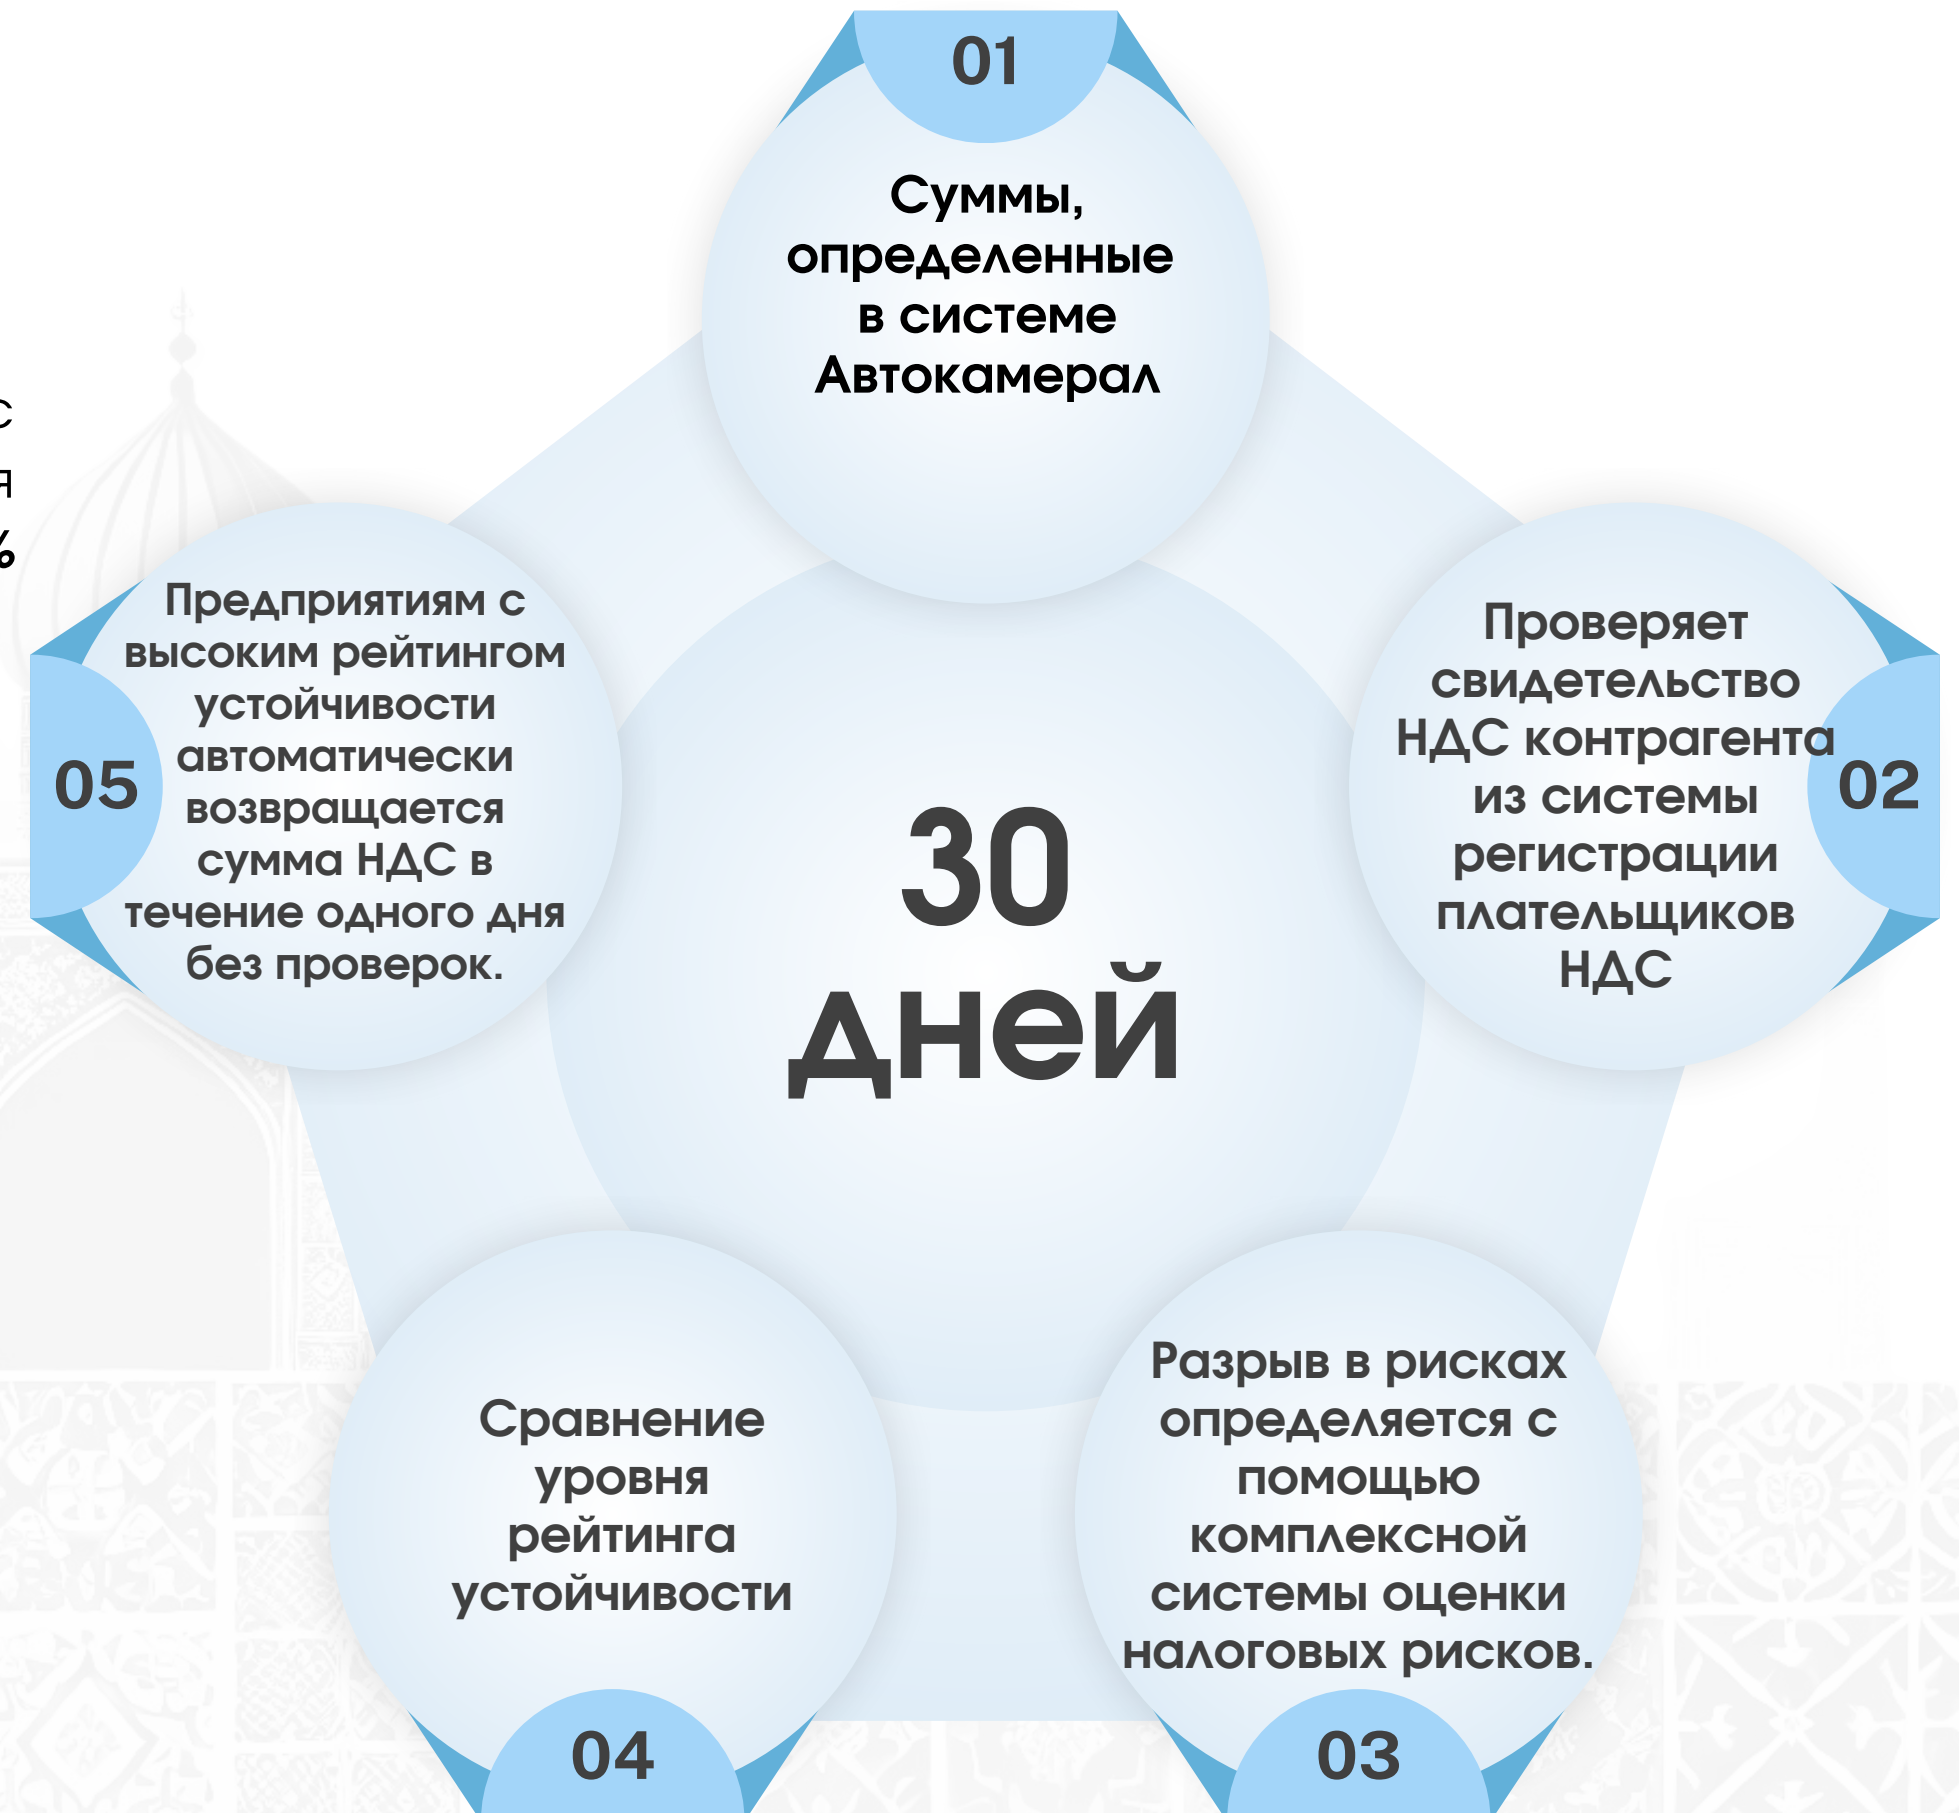 01
Суммы,
определенные
в системе
Автокамерал
02
Проверяет
свидетельство
НДС контрагента
из системы
регистрации
плательщиков
НДС
03
Разрыв в рисках
определяется с
помощью
комплексной
системы оценки
налоговых рисков.
04
Сравнение
уровня
рейтинга
устойчивости
05
Предприятиям с
высоким рейтингом
устойчивости
автоматически
возвращается
сумма НДС в
течение одного дня
без проверок.
30
дней
с
я
%